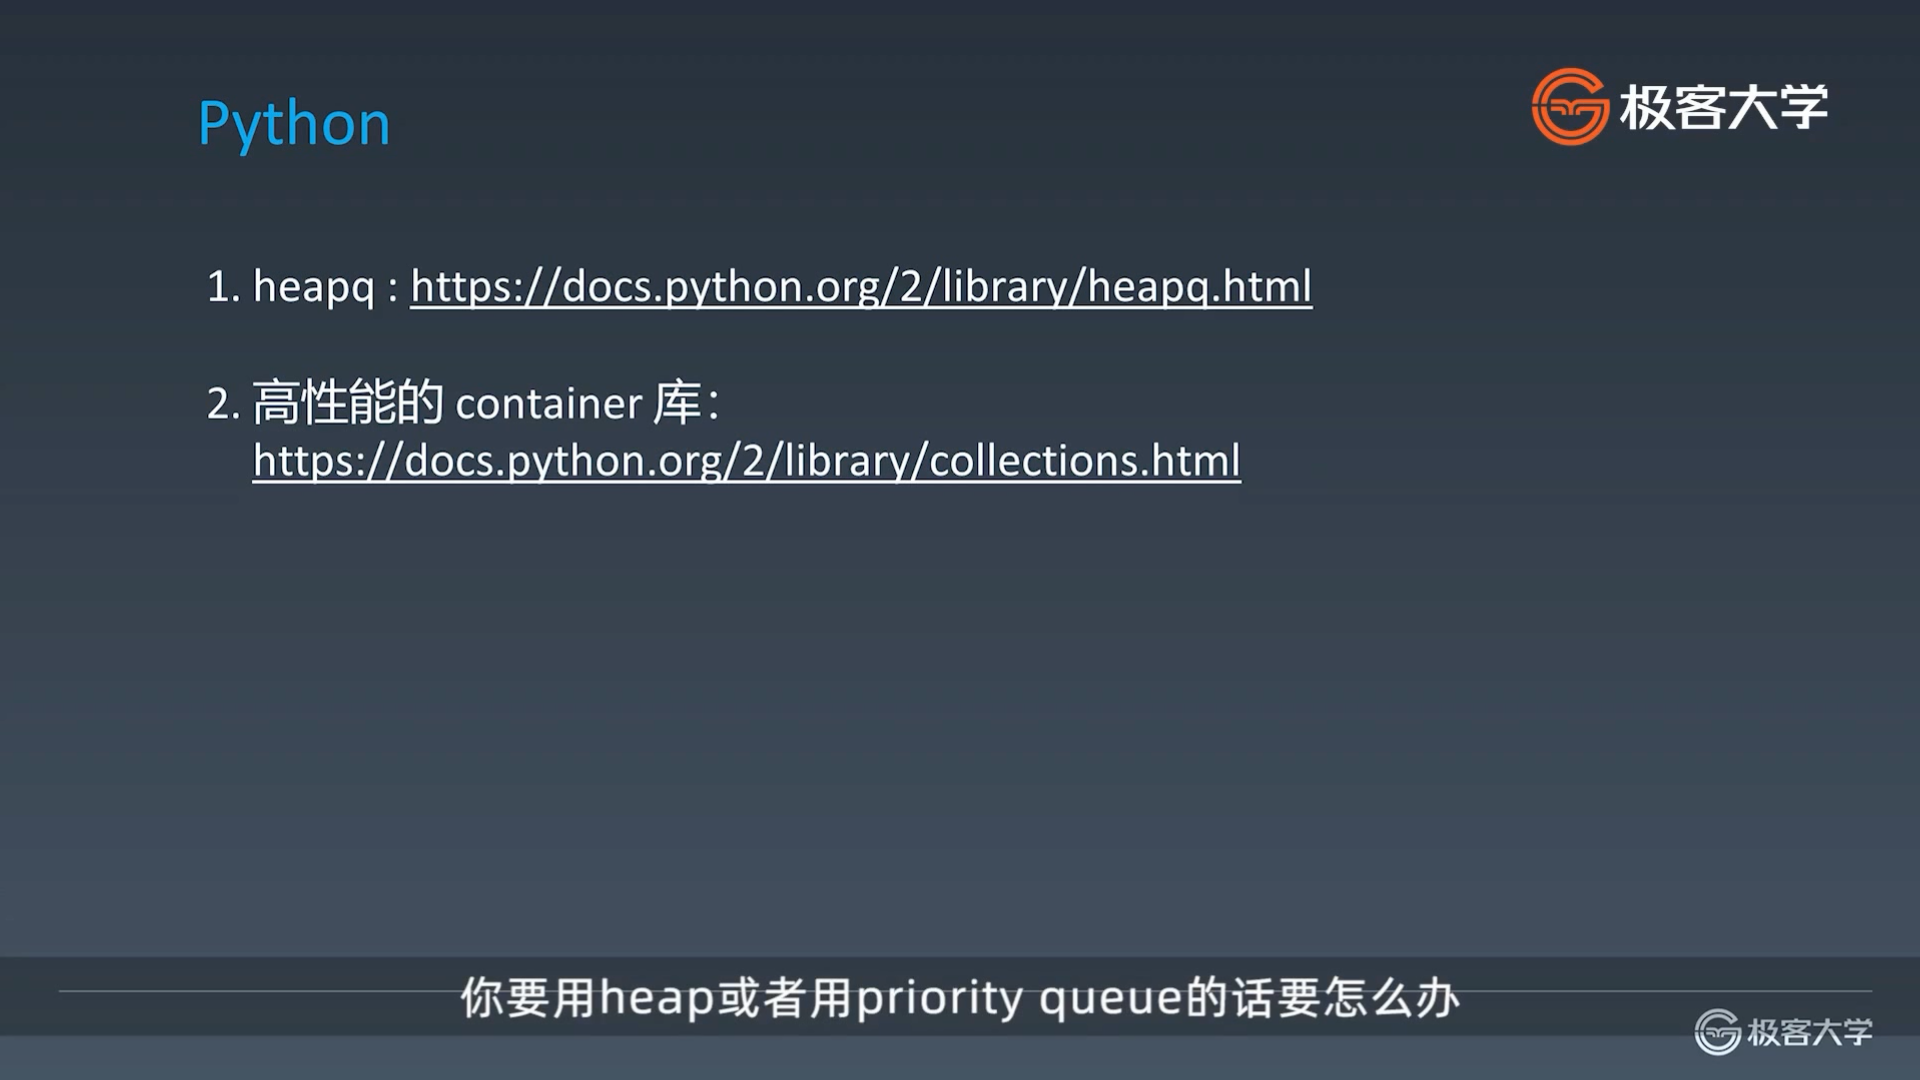 Python
极客大学
1. heapq : https://docs.python.org/2/library/heapq.html
2. 高性能的 container 库：
https://docs.python.org/2/library/collections.html
你要用heap或者用priority queue的话要怎么办
极客大学